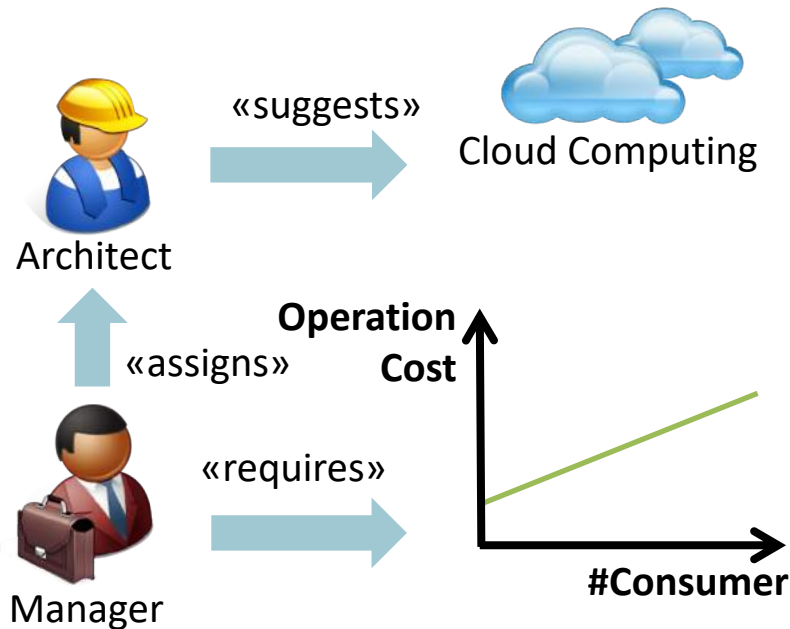 «suggests»
Cloud Computing
Architect
«assigns»
Operation
Cost
«requires»
#Consumer
Manager